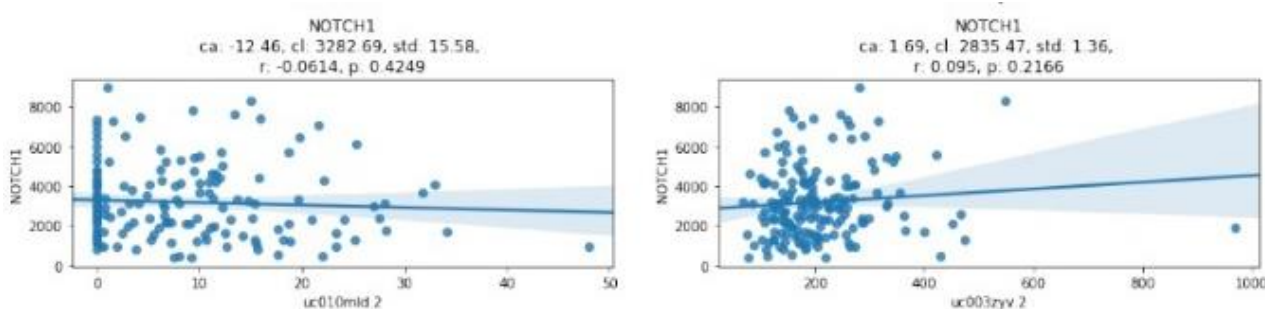 NOTCH1
ca: -12.46, cl: 3282.69, std: 15.58,
r: -0.0614, p: 0.4249
NOTCH1
8000
6000
4000
2000
0
0 10 20 30 40 50
uc010mld.2
NOTCH1
ca: 1.69, cl: 2835.47, std: 1.36,
r: 0.095, p: 0.2166
NOTCH1
8000
6000
4000
2000
0
200 400 600 800 1000
uc003zyv.2